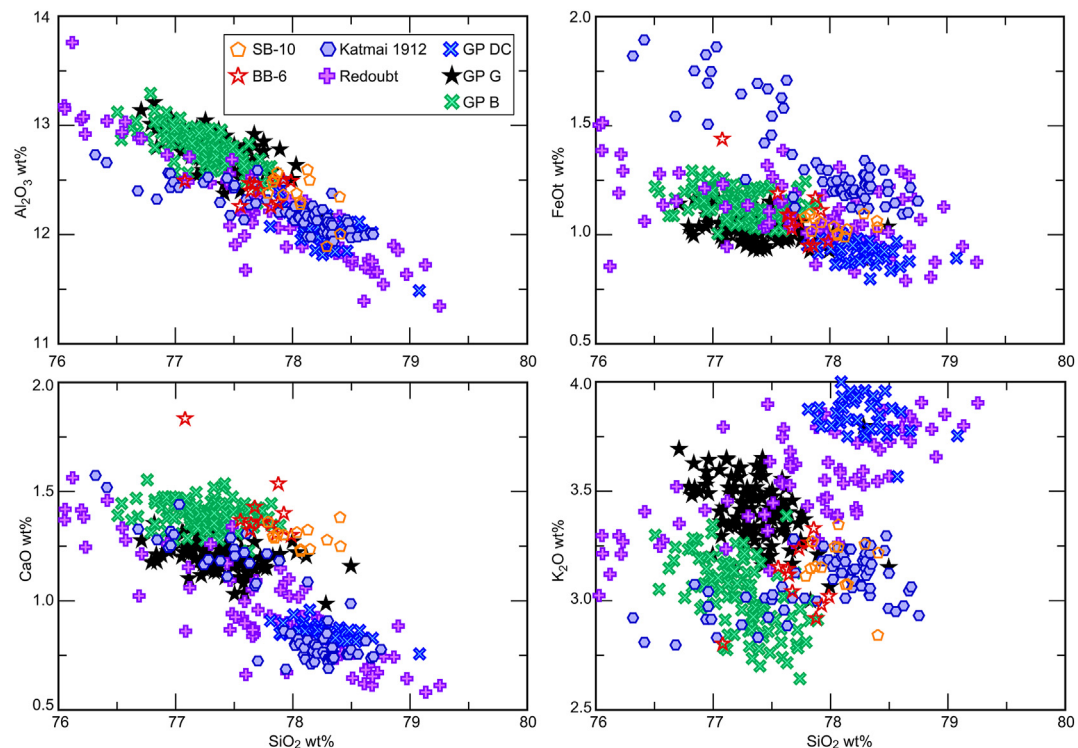 14
13
12
11
Al₂O₃ wt%
76 77 78 79 80
SB-10 Katmai 1912 GP DC
BB-6 Redoubt GP G
GP B
2.0
1.5
1.0
0.5
FeOt wt%
76 77 78 79 80
2.0
1.5
1.0
0.5
CaO wt%
76 77 78 79 80
SiO₂ wt%
4.0
3.5
3.0
2.5
K₂O wt%
76 77 78 79 80
SiO₂ wt%